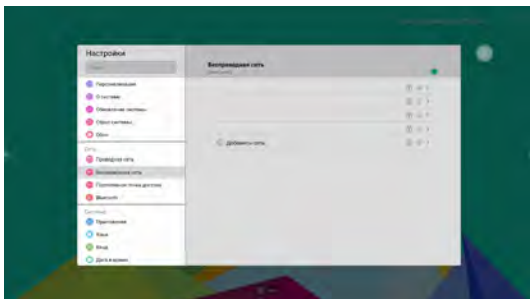 Настройки
Персонализация
О системе
Обновление системы
Сброс системы
Обои
Сеть
Проводная сеть
Беспроводная сеть
Портативная точка доступа
Bluetooth
Система
Приложения
Язык
Вход
Дата и время
Беспроводная сеть
Добавить сеть